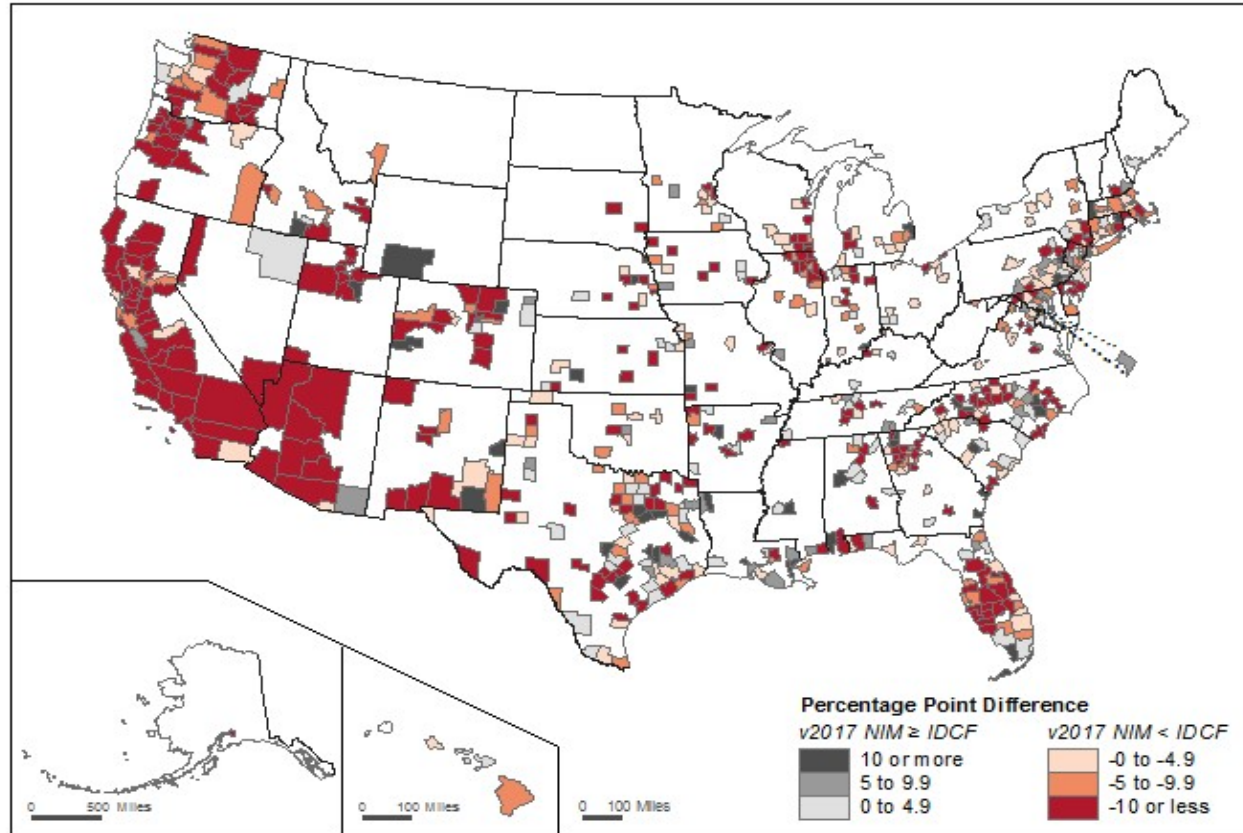 Percentage Point Difference
v2017 NIM ≥ IDCF
10 or more
5 to 9.9
0 to 4.9
v2017 NIM < IDCF
-0 to -4.9
-5 to -9.9
-10 or less
0 500 Miles
0 100 Miles
0 100 Miles